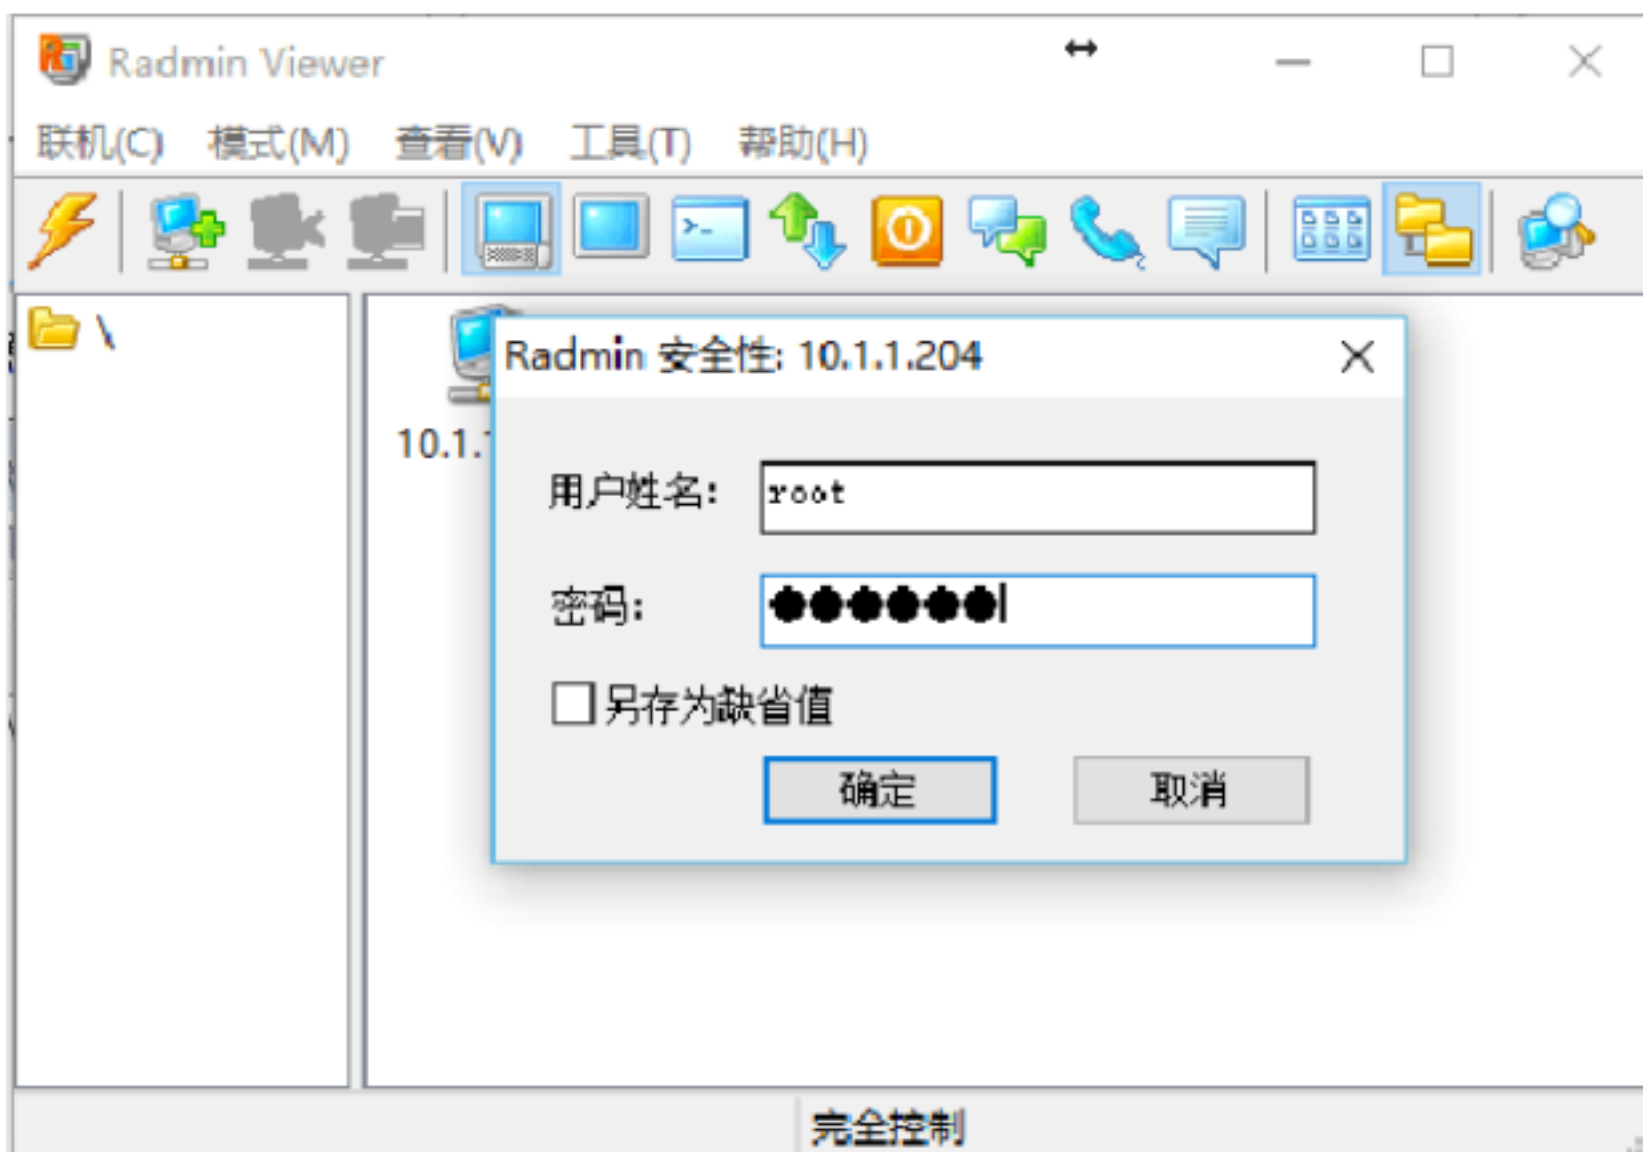 Radmin Viewer
联机(C) 模式(M) 查看(V) 工具(T) 帮助(H)
\
10.1.
Radmin 安全性: 10.1.1.204
用户姓名: root
密码: ●●●●●●
另存为缺省值
确定 取消
完全控制